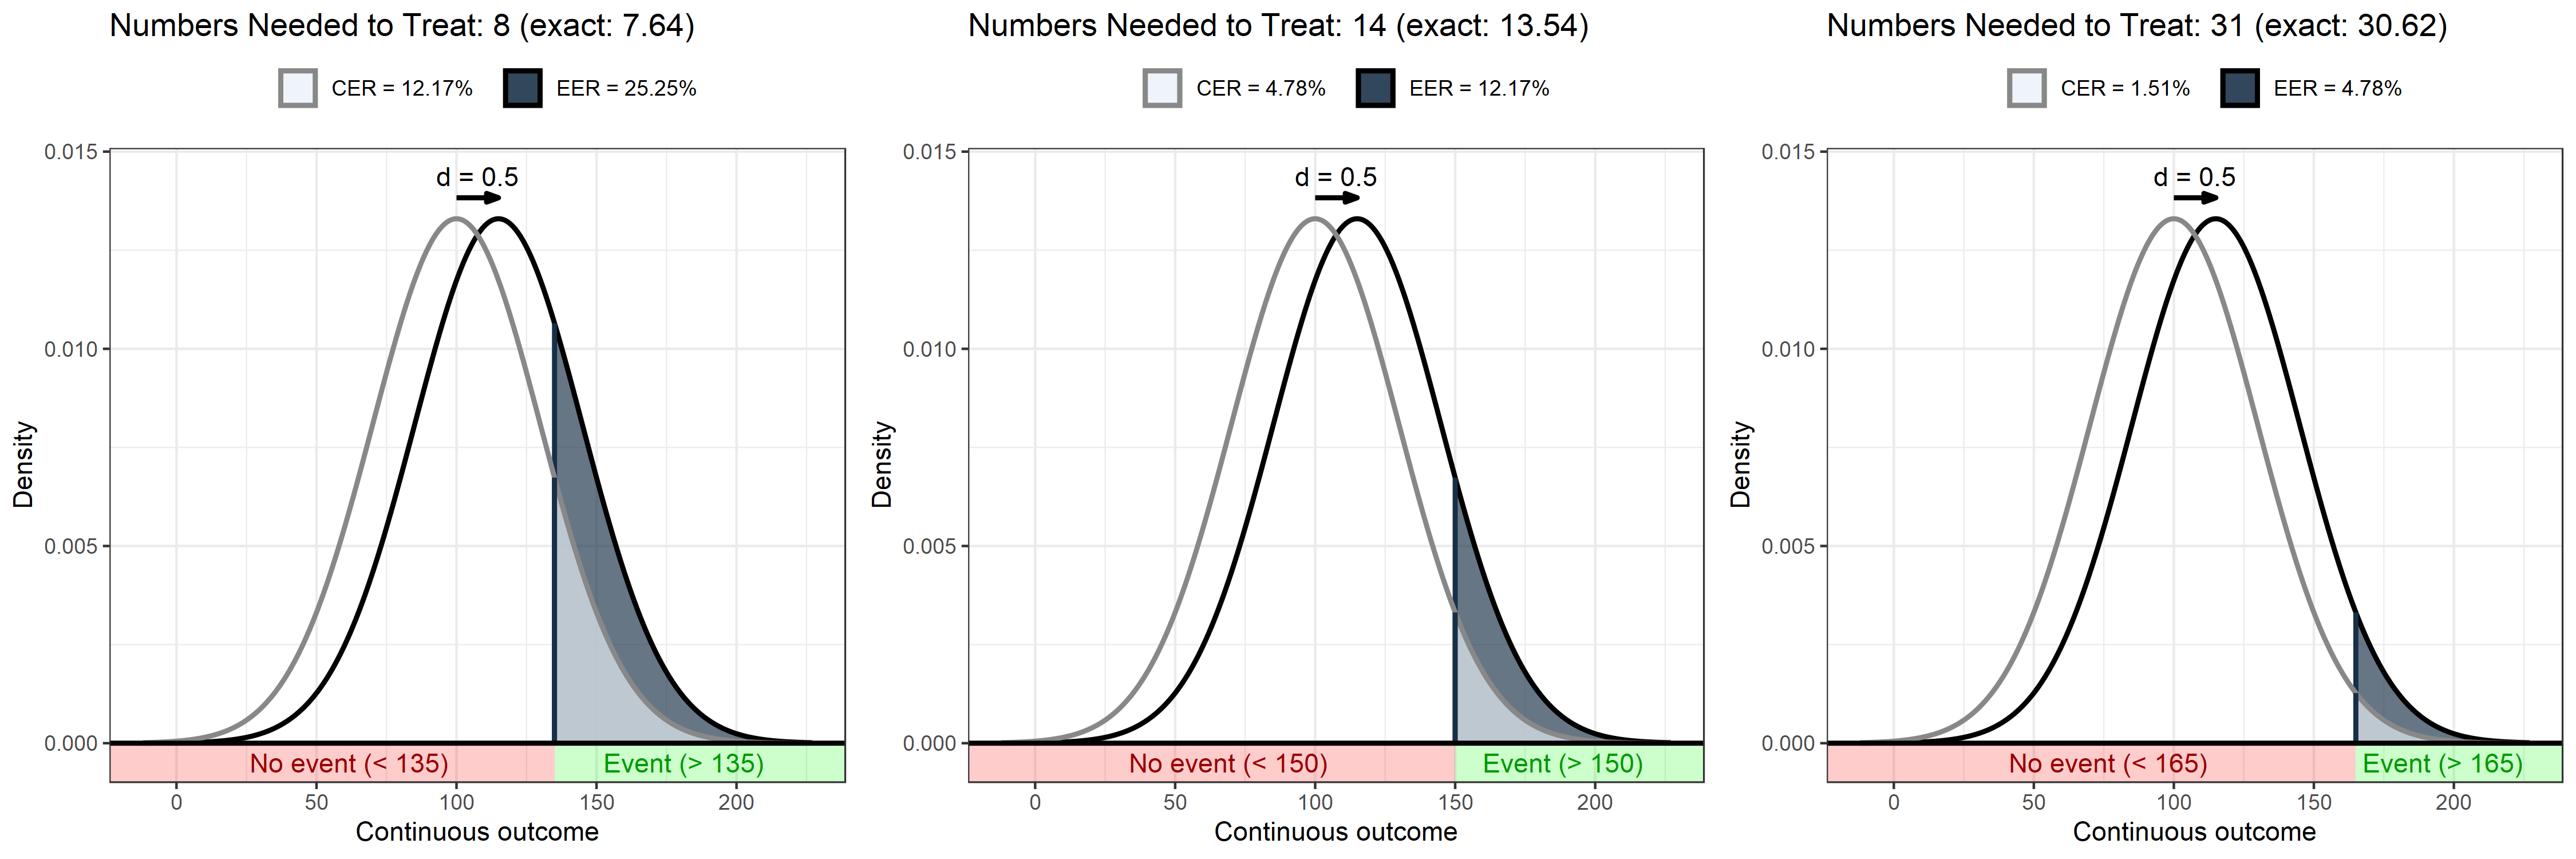 Numbers Needed to Treat: 8 (exact: 7.64)
CER = 12.17% EER = 25.25%
0.015
0.010
0.005
0.000
Density
d = 0.5
No event (< 135) Event (> 135)
0 50 100 150 200
Continuous outcome
Numbers Needed to Treat: 14 (exact: 13.54)
CER = 4.78% EER = 12.17%
0.015
0.010
0.005
0.000
Density
d = 0.5
No event (< 150) Event (> 150)
0 50 100 150 200
Continuous outcome
Numbers Needed to Treat: 31 (exact: 30.62)
CER = 1.51% EER = 4.78%
0.015
0.010
0.005
0.000
Density
d = 0.5
No event (< 165) Event (> 165)
0 50 100 150 200
Continuous outcome